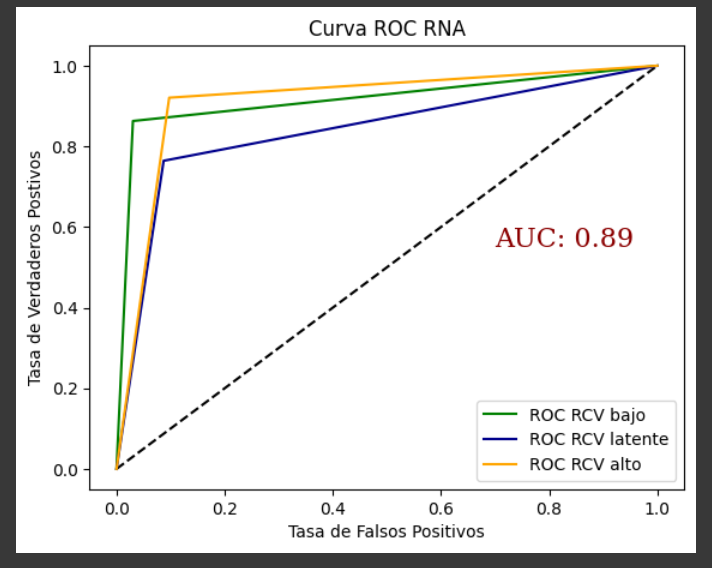 Curva ROC RNA
1.0
0.8
0.6
0.4
0.2
0.0
Tasa de Verdaderos Postivos
AUC: 0.89
ROC RCV bajo
ROC RCV latente
ROC RCV alto
0.0 0.2 0.4 0.6 0.8 1.0
Tasa de Falsos Positivos